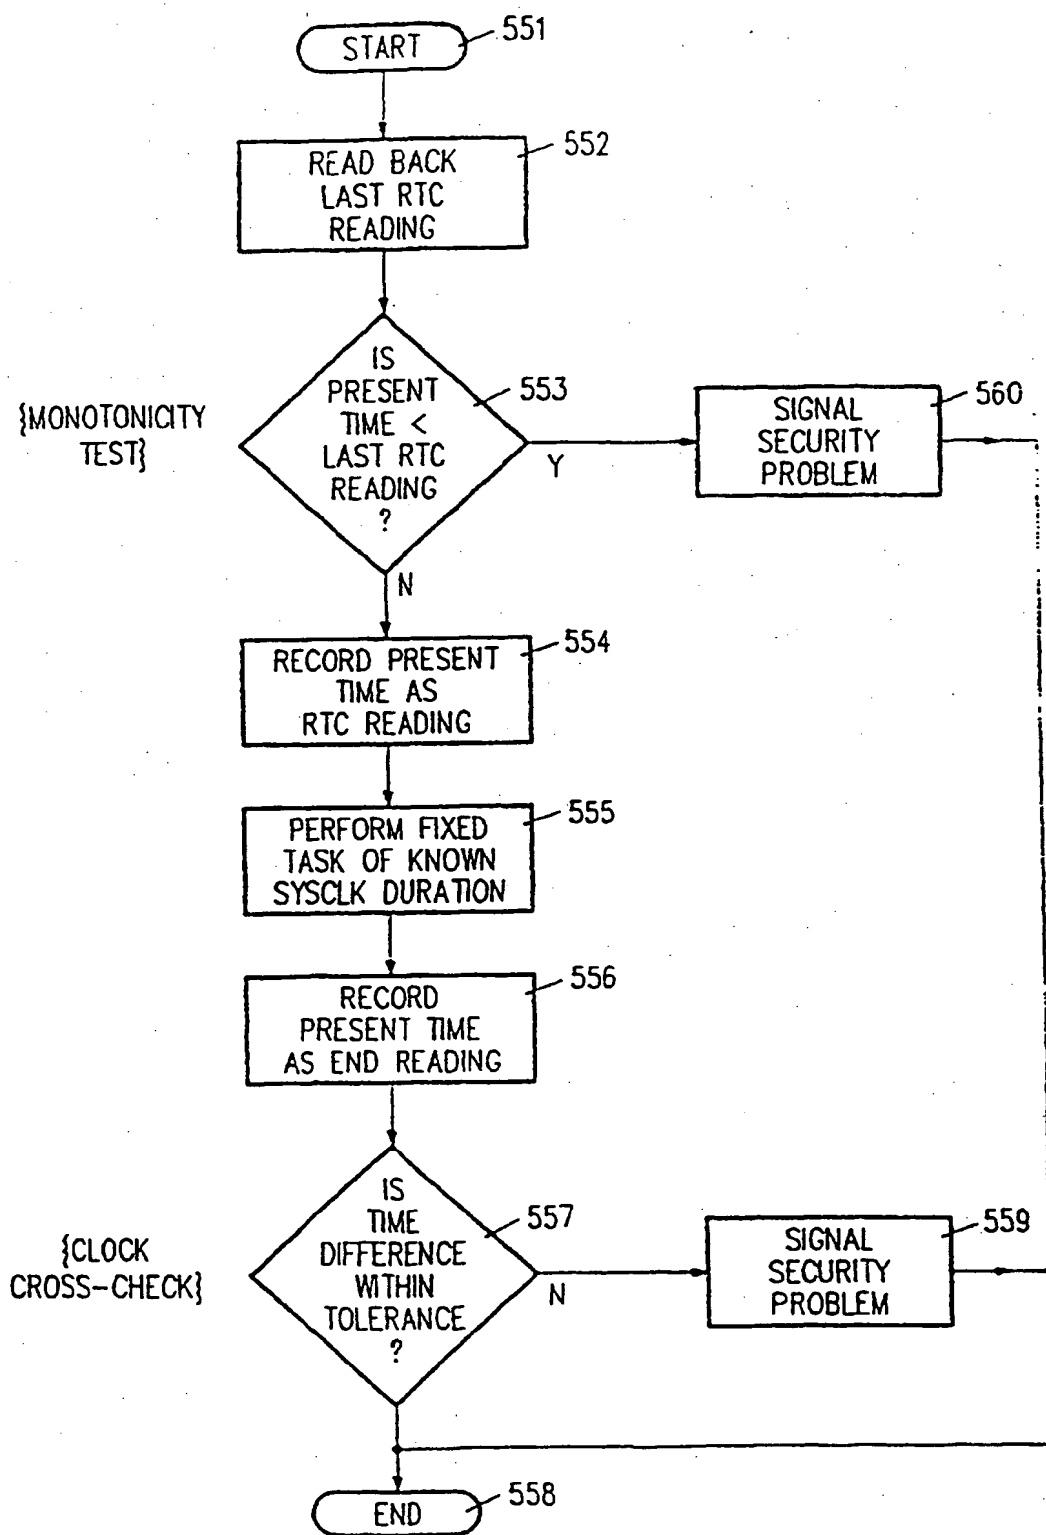 START
551
READ BACK
LAST RTC
READING
552
IS
PRESENT
TIME <
LAST RTC
READING
?
553
{MONOTONICITY
TEST}
Y
SIGNAL
SECURITY
PROBLEM
560
N
RECORD PRESENT
TIME AS
RTC READING
554
PERFORM FIXED
TASK OF KNOWN
SYSCLK DURATION
555
RECORD
PRESENT TIME
AS END READING
556
IS
TIME
DIFFERENCE
WITHIN
TOLERANCE
?
557
{CLOCK
CROSS-CHECK}
N
SIGNAL
SECURITY
PROBLEM
559
END
558